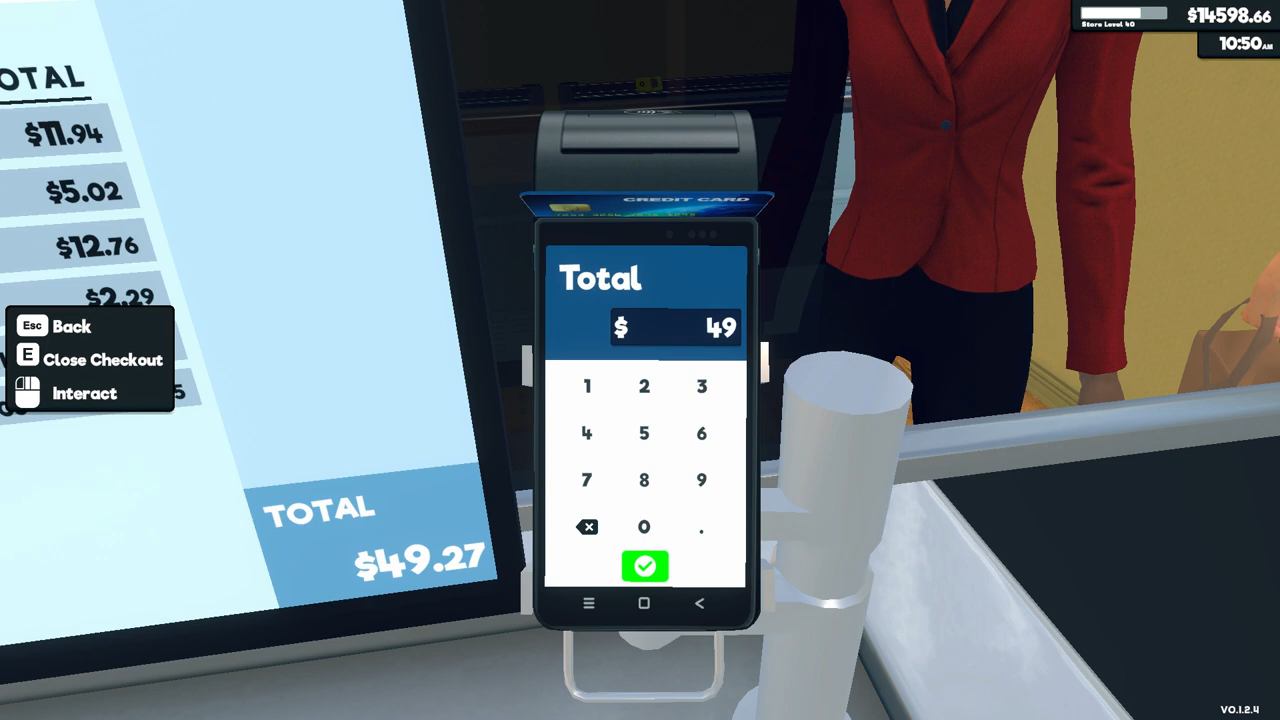 OTAL
$11.94
$5.02
$12.76
$2.29
5
TOTAL
$49.27
Esc Back
E Close Checkout
Interact
CREDIT CARD
Total
$ 49
1 2 3
4 5 6
7 8 9
0 .
$14598.66
Store Level 40
10:50AM
V0.1.2.4